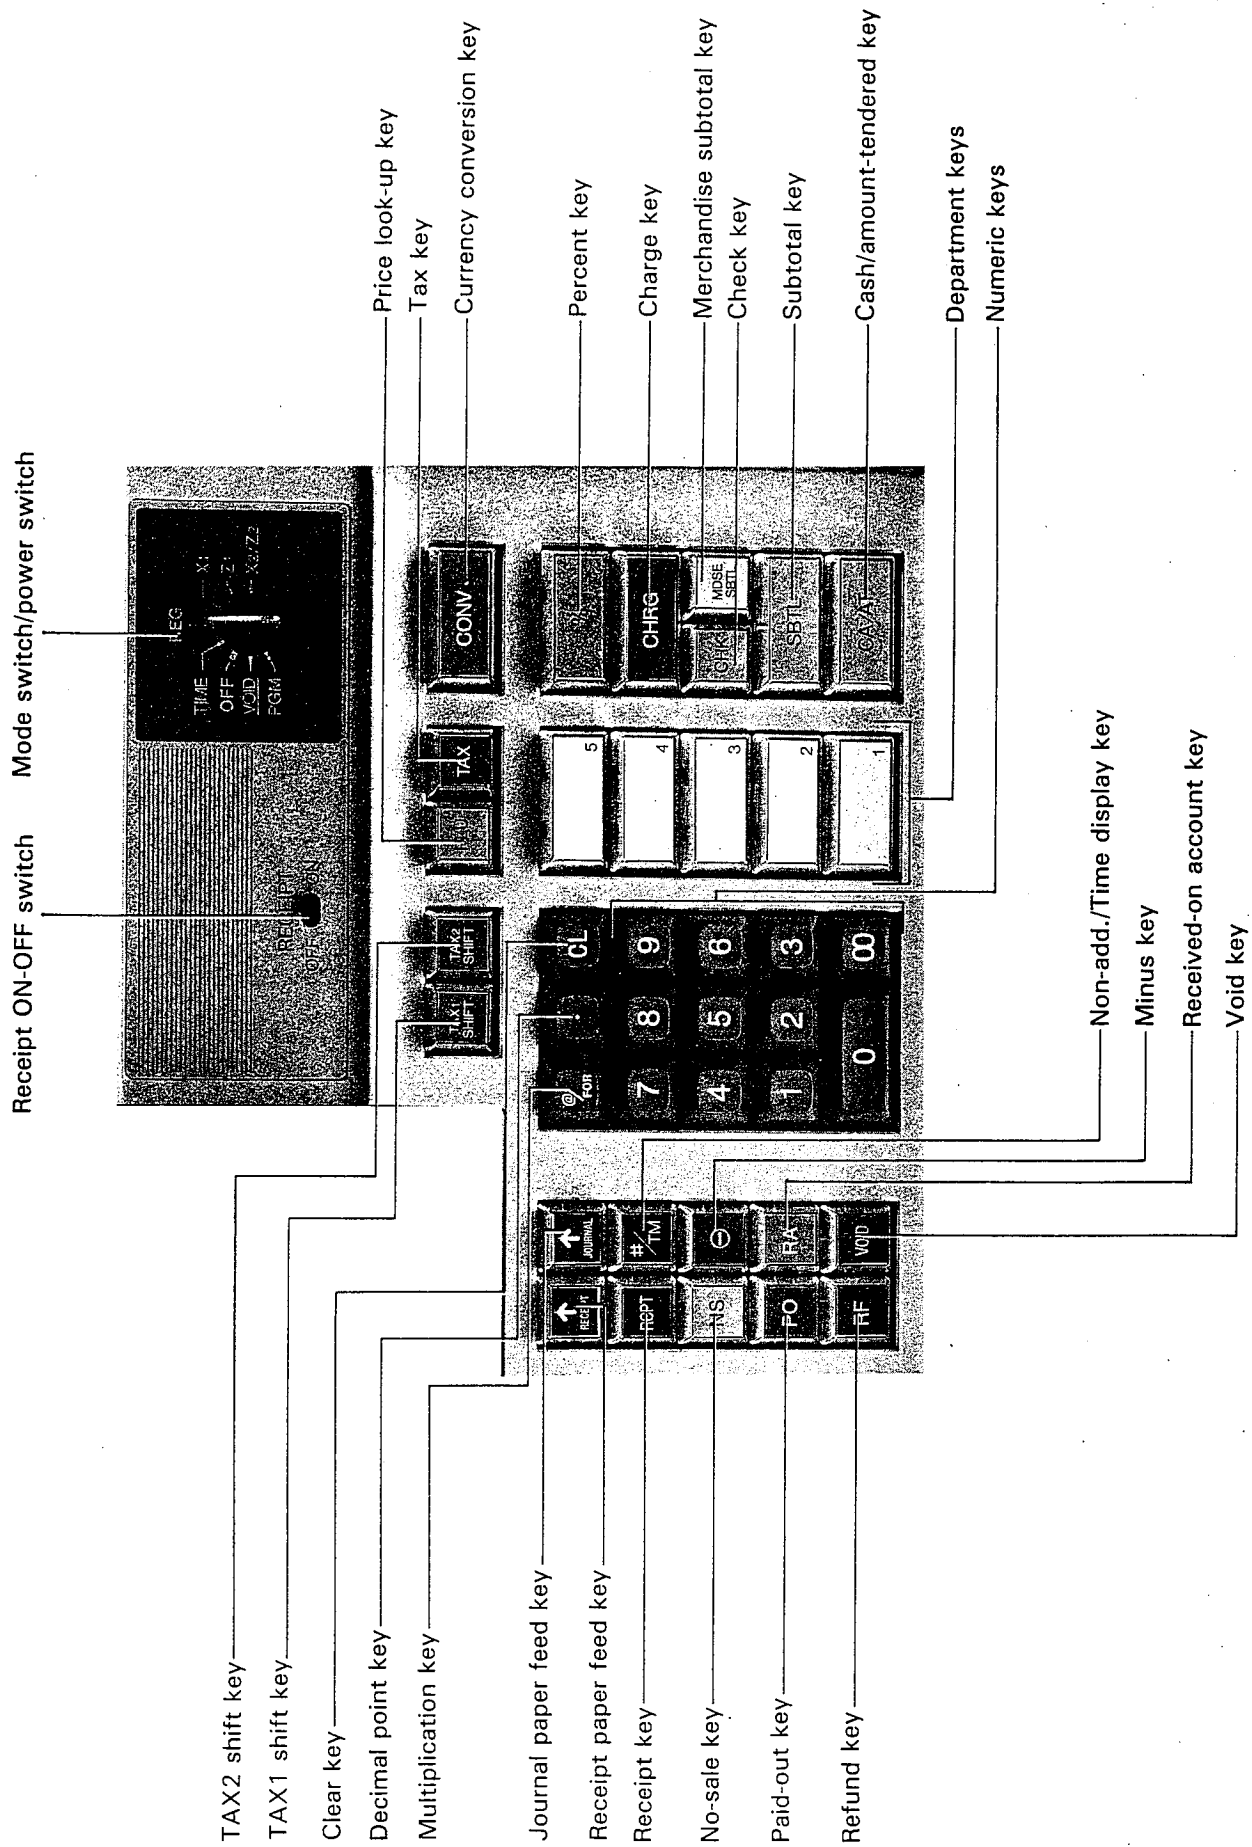 Receipt ON-OFF switch
Mode switch/power switch
TAX2 shift key
TAX1 shift key
Clear key
Decimal point key
Multiplication key
Journal paper feed key
Receipt paper feed key
Receipt key
No-sale key
Paid-out key
Refund key
Price look-up key
Tax key
Currency conversion key
Percent key
Charge key
Merchandise subtotal key
Check key
Subtotal key
Cash/amount-tendered key
Department keys
Numeric keys
Non-add./Time display key
Minus key
Received-on account key
Void key
RECEIPT
OFF ON
REG
TIME X1
OFF Z1
VOID X2/Z2
PGM
TAX1 SHIFT
TAX2 SHIFT
TAX
CONV
RECEIPT
JOURNAL
@/FOR
.
CL
5
RCPT
#/TM
7
8
9
4
CHRG
NS
⊖
4
5
6
3
CHK
MDSE SBTL
PO
RA
1
2
3
2
SBTL
RF
VOID
0
00
1
CA/AT